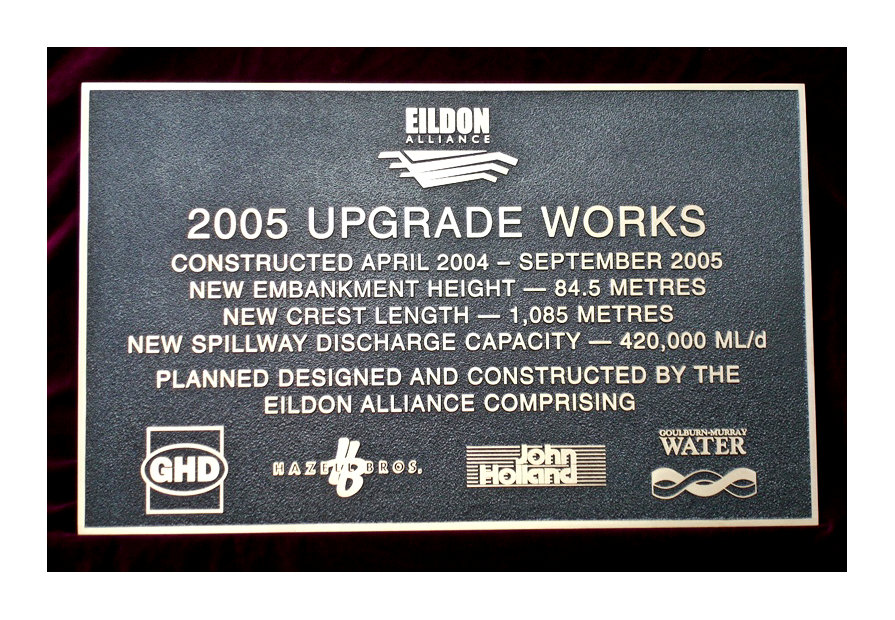 EILDON
ALLIANCE
2005 UPGRADE WORKS
CONSTRUCTED APRIL 2004 – SEPTEMBER 2005
NEW EMBANKMENT HEIGHT — 84.5 METRES
NEW CREST LENGTH — 1,085 METRES
NEW SPILLWAY DISCHARGE CAPACITY — 420,000 ML/d
PLANNED DESIGNED AND CONSTRUCTED BY THE
EILDON ALLIANCE COMPRISING
GHD
HAZELL BROS.
John
Holland
GOULBURN-MURRAY
WATER